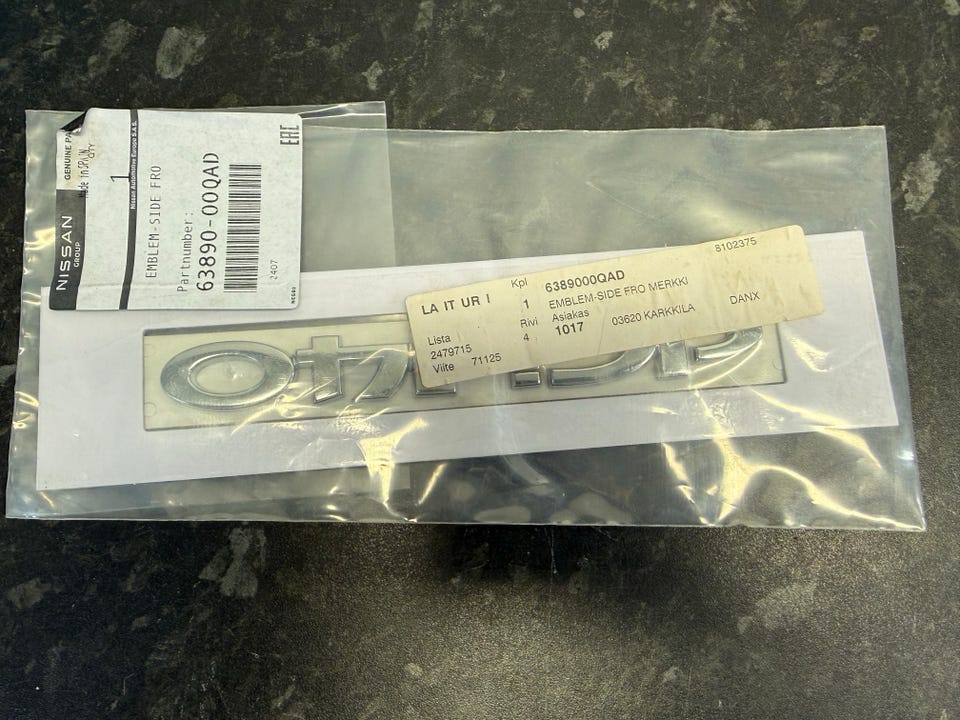 NISSAN
GROUP
GENUINE PA
Made in SPAIN
QTY
1
Nissan Automotive Europe S.A.S.
EMBLEM-SIDE FRO
Partnumber:
63890-00QAD
2407
EAC
LA IT UR I
Kpl
6389000QAD
8102375
1
EMBLEM-SIDE FRO MERKKI
Lista
Rivi
Asiakas
03620 KARKKILA
DANX
2479715
4
1017
Viite 71125